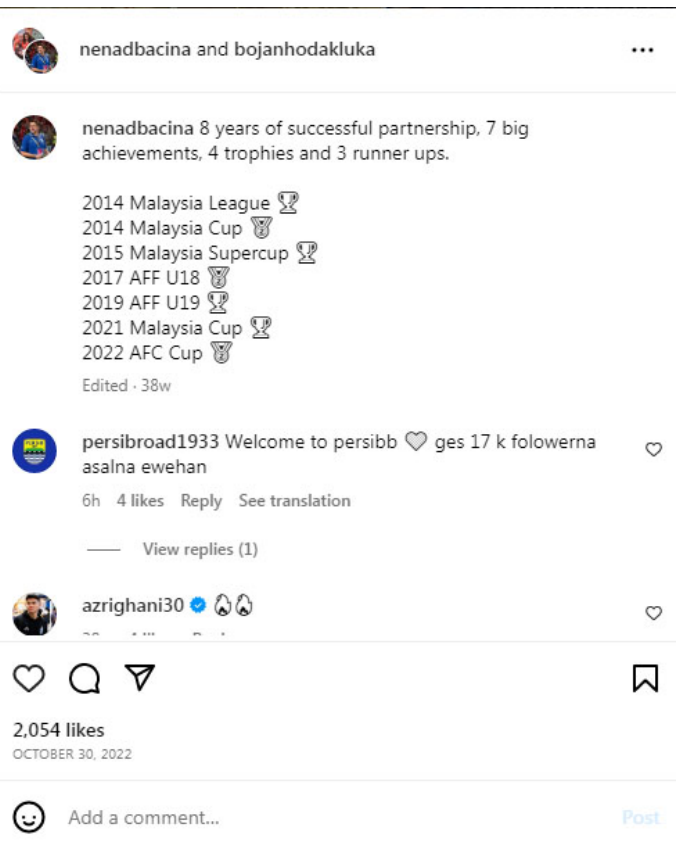 nenadbacina and bojanhodakluka
nenadbacina 8 years of successful partnership, 7 big
achievements, 4 trophies and 3 runner ups.
2014 Malaysia League 🏆
2014 Malaysia Cup 🥈
2015 Malaysia Supercup 🏆
2017 AFF U18 🥈
2019 AFF U19 🏆
2021 Malaysia Cup 🏆
2022 AFC Cup 🥈
Edited · 38w
persibroad1933 Welcome to persibb 🤍 ges 17 k folowerna
asalna ewehan
6h 4 likes Reply See translation
View replies (1)
azrighani30 🔥🔥
2,054 likes
OCTOBER 30, 2022
Add a comment...
Post